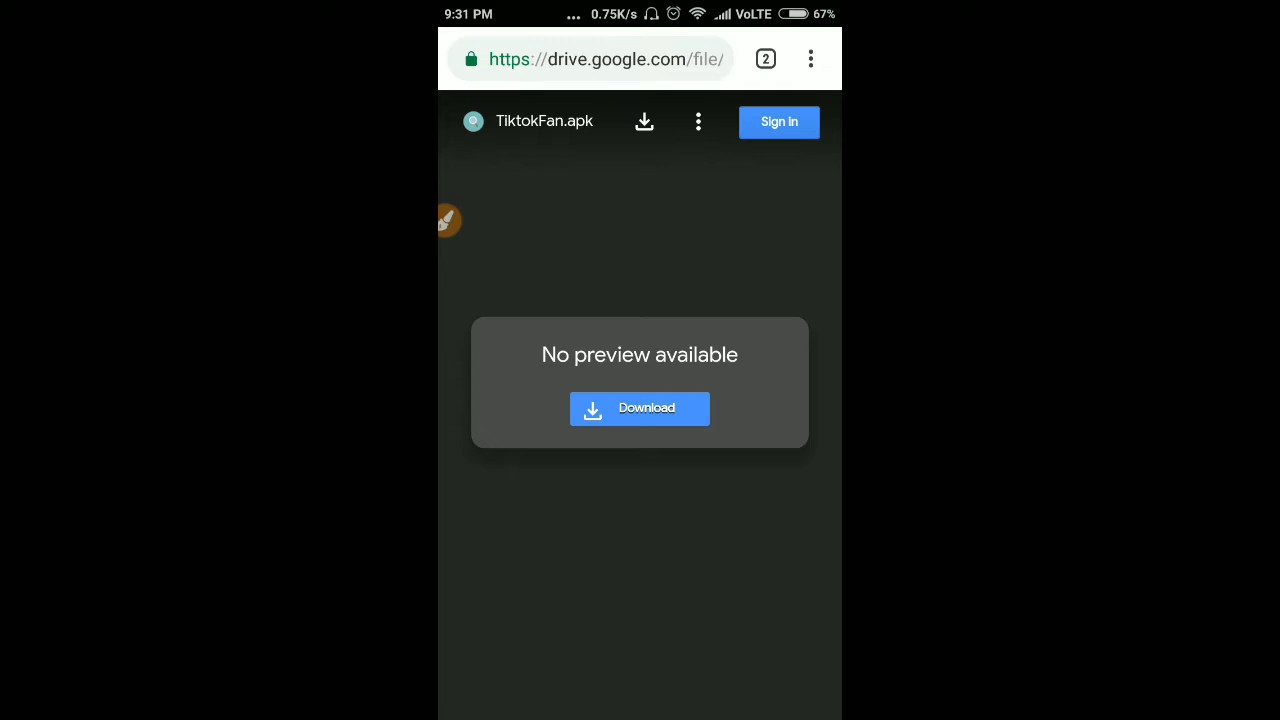 9:31 PM ... 0.75K/s VoLTE 67%
https://drive.google.com/file/ 2
TiktokFan.apk Sign in
No preview available
Download